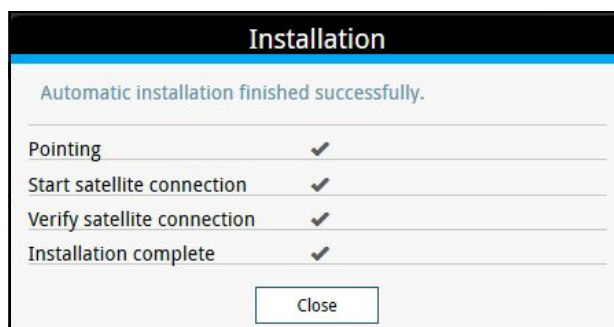 Installation
Automatic installation finished successfully.
Pointing ✔
Start satellite connection ✔
Verify satellite connection ✔
Installation complete ✔
Close